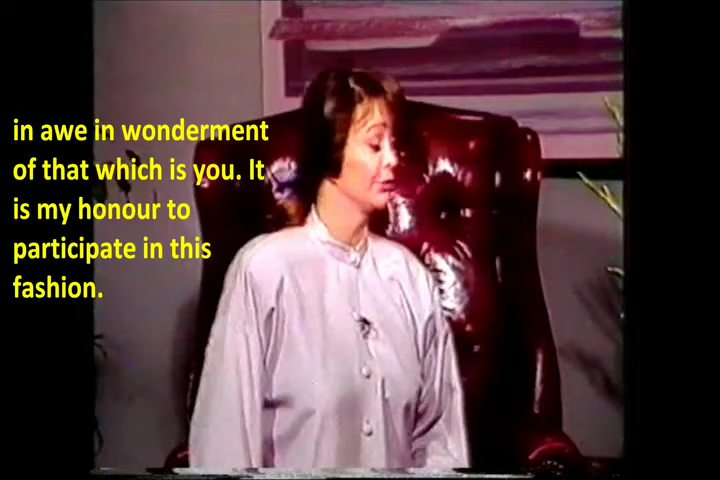 in awe in wonderment
of that which is you. It
is my honour to
participate in this
fashion.